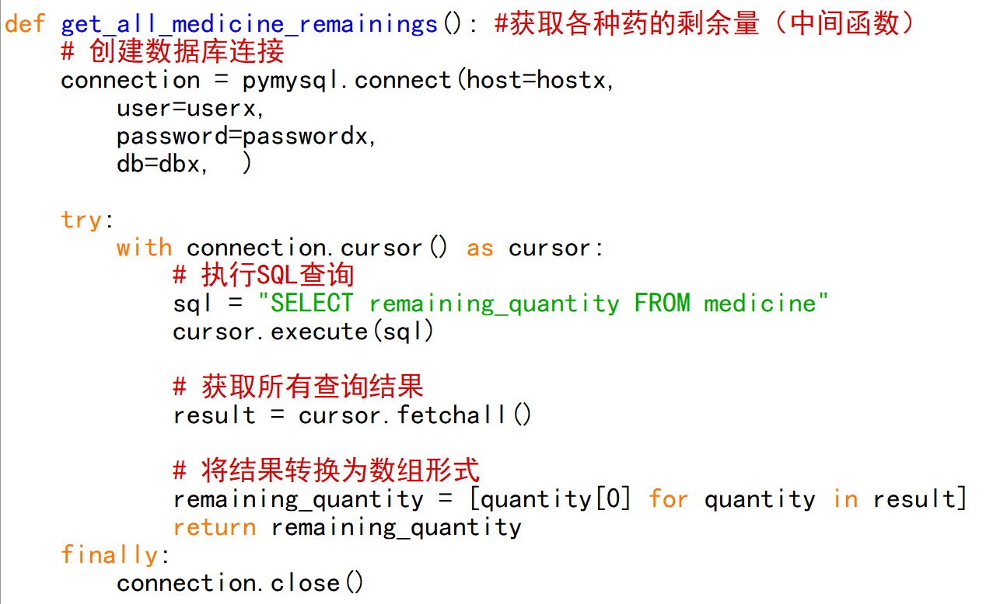 def get_all_medicine_remainings(): #获取各种药的剩余量（中间函数）
    # 创建数据库连接
    connection = pymysql.connect(host=hostx,
        user=userx,
        password=passwordx,
        db=dbx,  )

    try:
        with connection.cursor() as cursor:
            # 执行SQL查询
            sql = "SELECT remaining_quantity FROM medicine"
            cursor.execute(sql)

            # 获取所有查询结果
            result = cursor.fetchall()

            # 将结果转换为数组形式
            remaining_quantity = [quantity[0] for quantity in result]
            return remaining_quantity
    finally:
        connection.close()